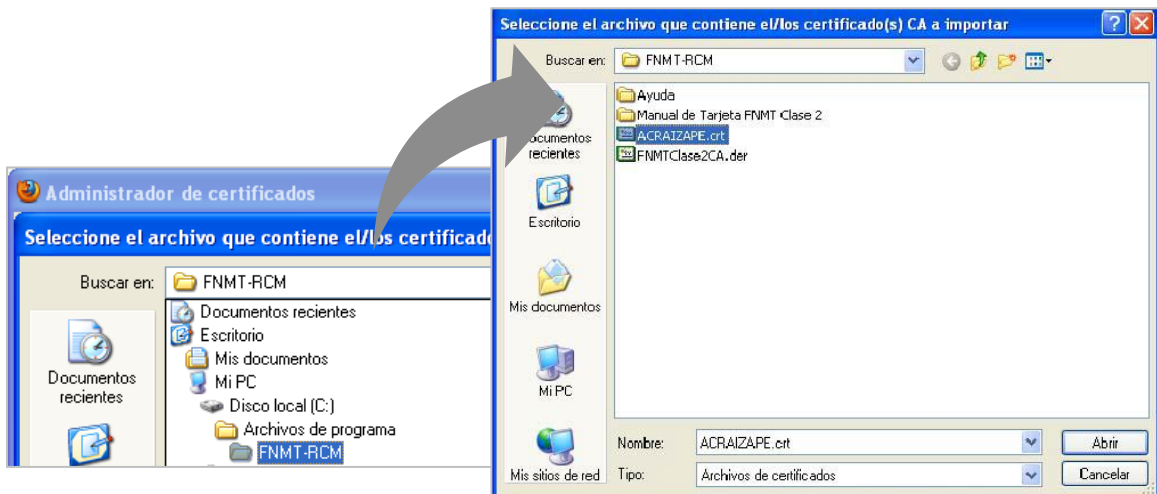 Administrador de certificados
Seleccione el archivo que contiene el/los certificad
Buscar en: FNMT-RCM
Documentos recientes
Escritorio
Mis documentos
Mi PC
Disco local (C:)
Archivos de programa
FNMT-RCM
Documentos
recientes
Seleccione el archivo que contiene el/los certificado(s) CA a importar
Buscar en: FNMT-RCM
Ayuda
Manual de Tarjeta FNMT Clase 2
ACRAIZAPE.crt
FNMTClase2CA.der
ocumentos
recientes
Escritorio
Mis documentos
Mi PC
Mis sitios de red
Nombre: ACRAIZAPE.crt Abrir
Tipo: Archivos de certificados Cancelar